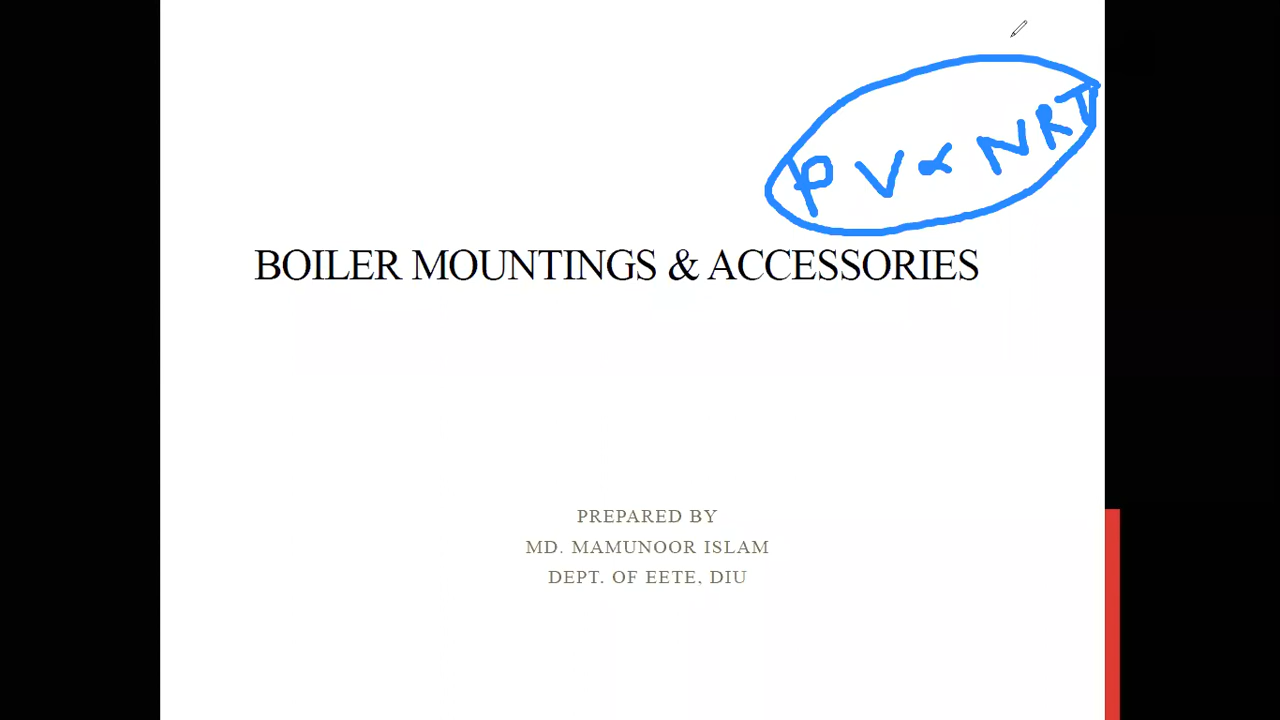 PV ∝ NRT
BOILER MOUNTINGS & ACCESSORIES
PREPARED BY
MD. MAMUNOOR ISLAM
DEPT. OF EETE, DIU